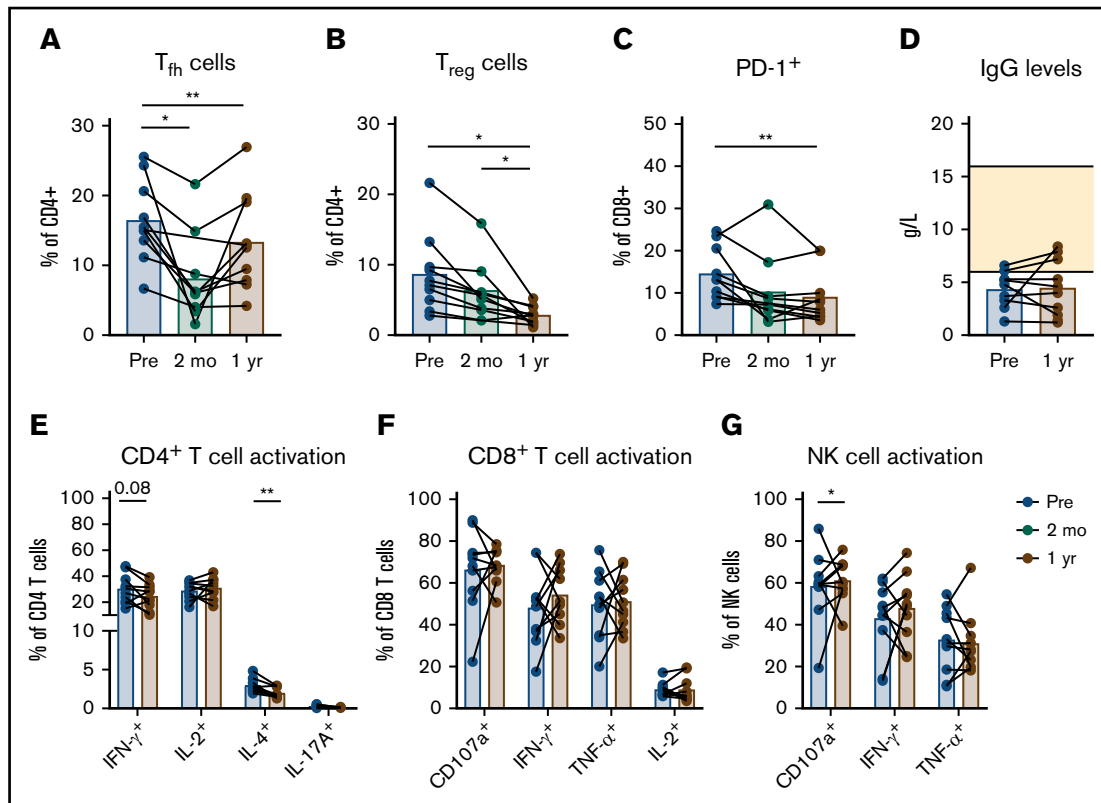 A
T_fh cells
**
*
30
20
10
0
% of CD4+
Pre 2 mo 1 yr
B
T_reg cells
*
*
30
20
10
0
% of CD4+
Pre 2 mo 1 yr
C
PD-1⁺
**
50
40
30
20
10
0
% of CD8+
Pre 2 mo 1 yr
D
IgG levels
20
15
10
5
0
g/L
Pre 1 yr
E
CD4⁺ T cell activation
0.08
**
100
80
60
40
20
10
5
0
% of CD4 T cells
IFN-γ⁺ IL-2⁺ IL-4⁺ IL-17A⁺
F
CD8⁺ T cell activation
100
80
60
40
20
0
% of CD8 T cells
CD107a⁺ IFN-γ⁺ TNF-α⁺ IL-2⁺
G
NK cell activation
*
100
80
60
40
20
0
% of NK cells
CD107a⁺ IFN-γ⁺ TNF-α⁺
Pre
2 mo
1 yr